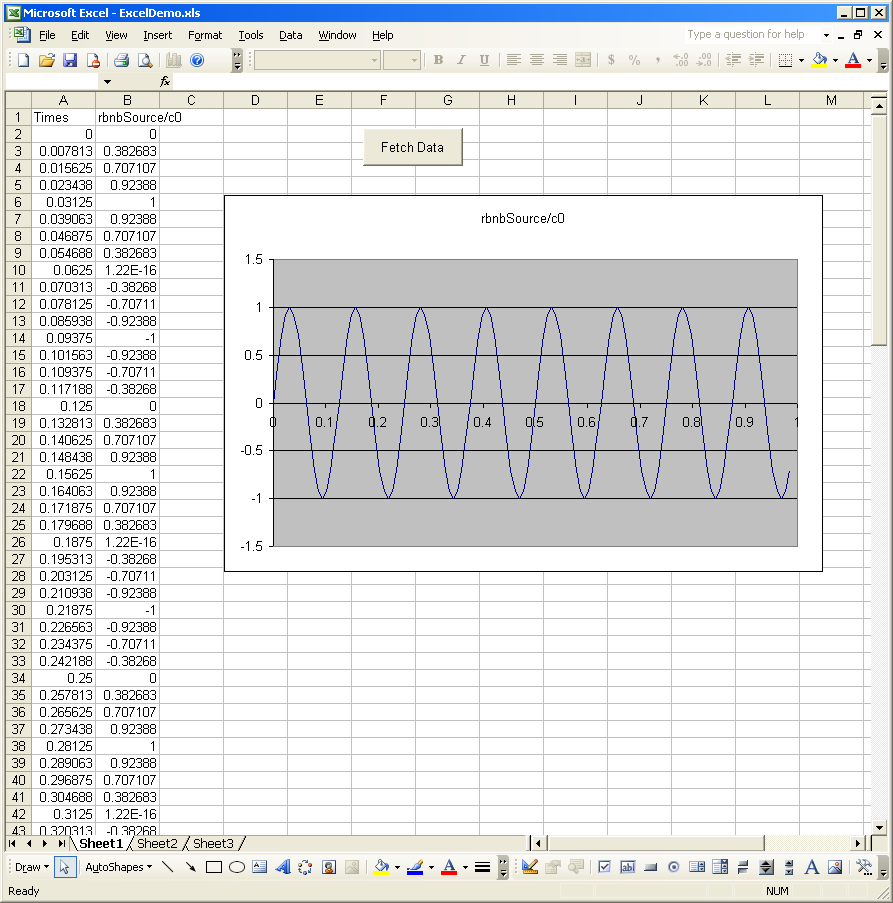 Microsoft Excel - ExcelDemo.xls
File Edit View Insert Format Tools Data Window Help Type a question for help
B I U $ % ,
fx
A B C D E F G H I J K L M
1 Times rbnbSource/c0
2 0 0
3 0.007813 0.382683
4 0.015625 0.707107
5 0.023438 0.92388
6 0.03125 1
7 0.039063 0.92388
8 0.046875 0.707107
9 0.054688 0.382683
10 0.0625 1.22E-16
11 0.070313 -0.38268
12 0.078125 -0.70711
13 0.085938 -0.92388
14 0.09375 -1
15 0.101563 -0.92388
16 0.109375 -0.70711
17 0.117188 -0.38268
18 0.125 0
19 0.132813 0.382683
20 0.140625 0.707107
21 0.148438 0.92388
22 0.15625 1
23 0.164063 0.92388
24 0.171875 0.707107
25 0.179688 0.382683
26 0.1875 1.22E-16
27 0.195313 -0.38268
28 0.203125 -0.70711
29 0.210938 -0.92388
30 0.21875 -1
31 0.226563 -0.92388
32 0.234375 -0.70711
33 0.242188 -0.38268
34 0.25 0
35 0.257813 0.382683
36 0.265625 0.707107
37 0.273438 0.92388
38 0.28125 1
39 0.289063 0.92388
40 0.296875 0.707107
41 0.304688 0.382683
42 0.3125 1.22E-16
43 0.320313 -0.38268
Fetch Data
rbnbSource/c0
1.5
1
0.5
0
0 0.1 0.2 0.3 0.4 0.5 0.6 0.7 0.8 0.9 1
-0.5
-1
-1.5
Sheet1 Sheet2 Sheet3
Draw AutoShapes
Ready NUM